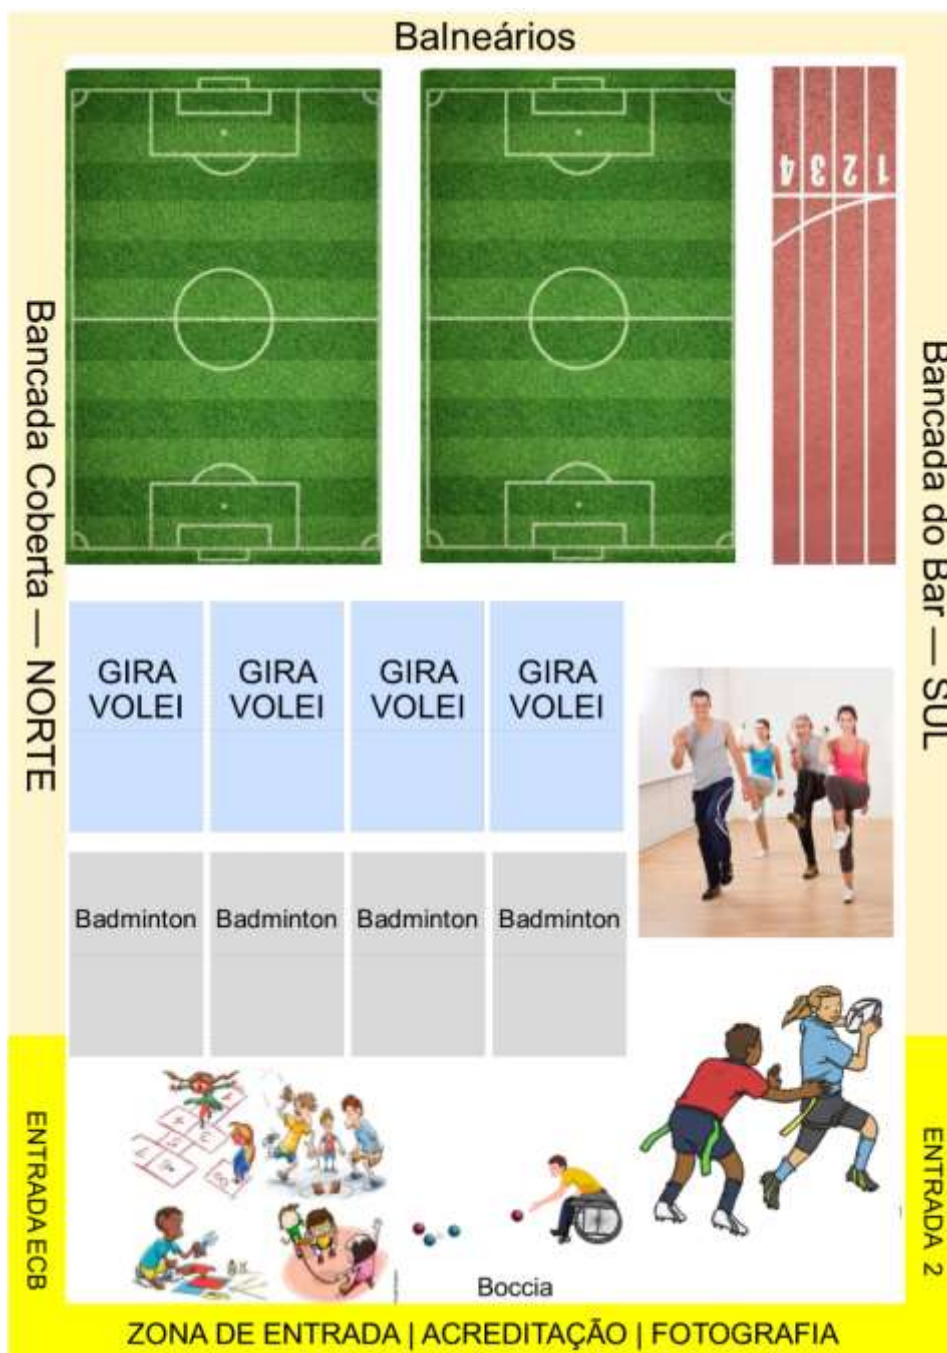 Balneários
4 3 2 1
Bancada Coberta — NORTE
Bancada do Bar — SUL
GIRA VOLEI
GIRA VOLEI
GIRA VOLEI
GIRA VOLEI
Badminton
Badminton
Badminton
Badminton
ENTRADA ECB
ENTRADA 2
Boccia
ZONA DE ENTRADA | ACREDITAÇÃO | FOTOGRAFIA